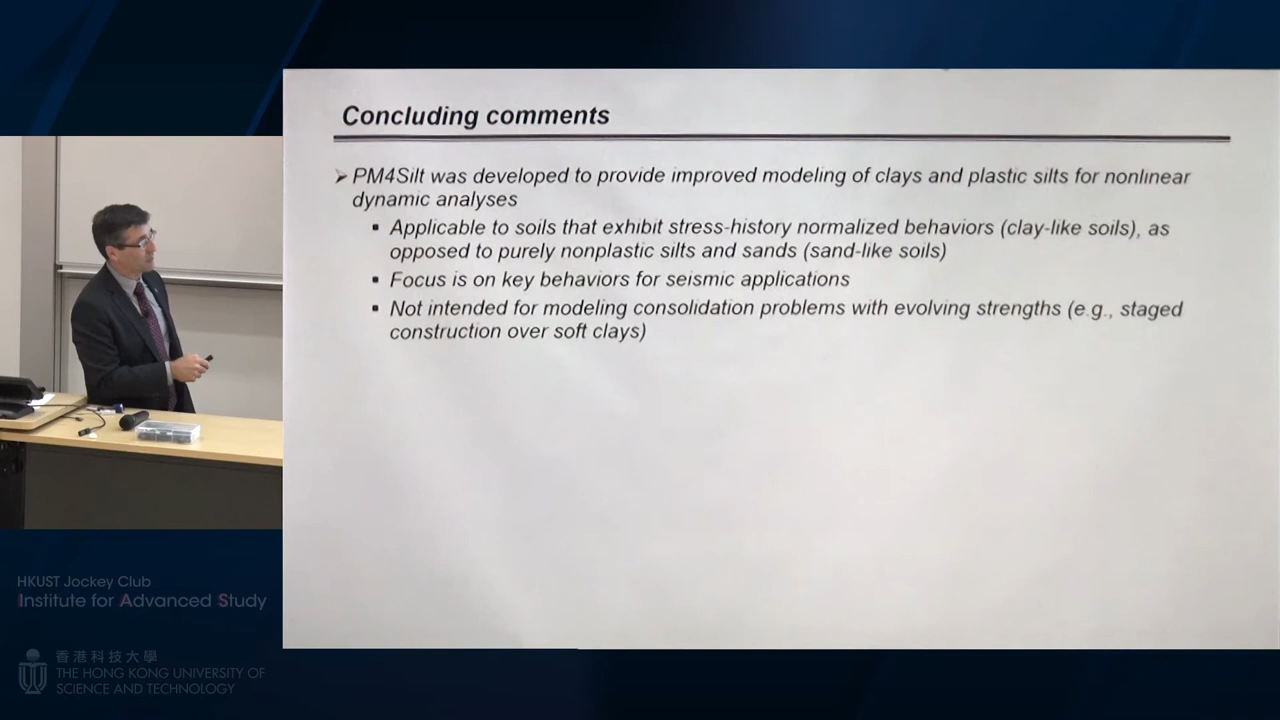 Concluding comments
➢ PM4Silt was developed to provide improved modeling of clays and plastic silts for nonlinear
dynamic analyses
▪ Applicable to soils that exhibit stress-history normalized behaviors (clay-like soils), as
opposed to purely nonplastic silts and sands (sand-like soils)
▪ Focus is on key behaviors for seismic applications
▪ Not intended for modeling consolidation problems with evolving strengths (e.g., staged
construction over soft clays)
HKUST Jockey Club
Institute for Advanced Study
香港科技大學
THE HONG KONG UNIVERSITY OF
SCIENCE AND TECHNOLOGY